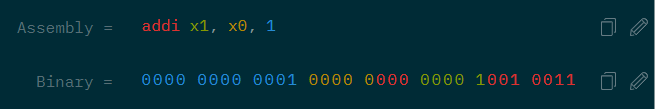 Assembly = addi x1, x0, 1
Binary = 0000 0000 0001 0000 0000 0000 1001 0011